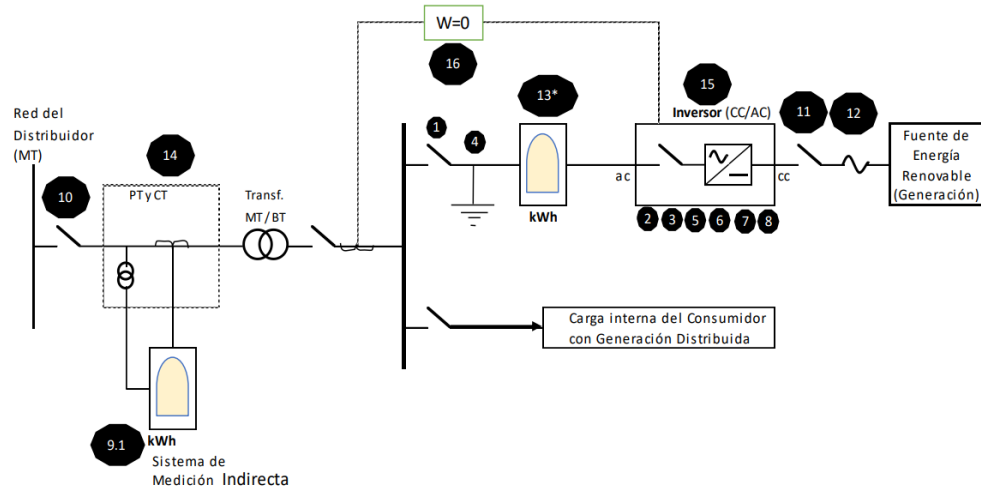 W=0
16
13*
15
Inversor (CC/AC)
11
12
Red del
Distribuidor
(MT)
14
1
4
Fuente de
Energía
Renovable
(Generación)
10
PT y CT
Transf.
MT/BT
ac
cc
kWh
2 3 5 6 7 8
Carga interna del Consumidor
con Generación Distribuida
9.1
kWh
Sistema de
Medición Indirecta